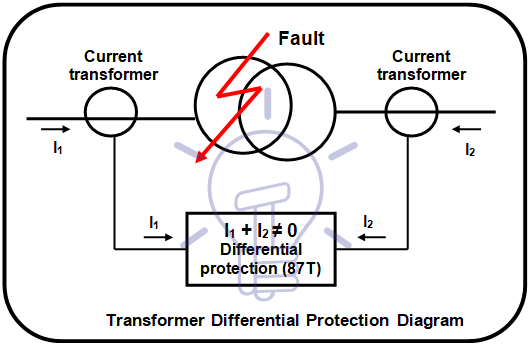 Fault
Current
transformer
Current
transformer
I₁
I₂
I₁
I₂
I₁ + I₂ ≠ 0
Differential
protection (87T)
Transformer Differential Protection Diagram